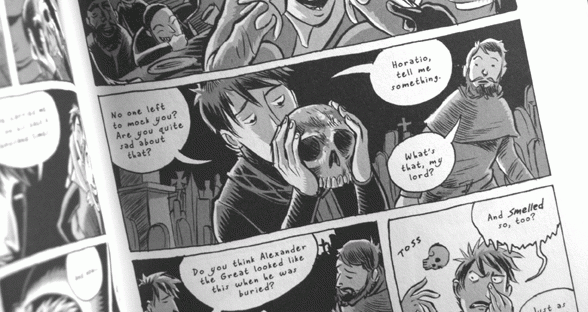 No one left
to mock you?
Are you quite
sad about
that?
Horatio,
tell me
something.
What's
that, my
lord?
Do you think Alexander
the Great looked like
this when he was
buried?
TOSS
And smelled
so, too?
Just as